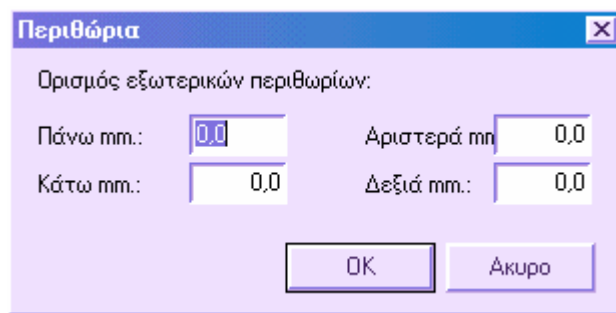 Περιθώρια
Ορισμός εξωτερικών περιθωρίων:
Πάνω mm.: 0,0 Αριστερά mm 0,0
Κάτω mm.: 0,0 Δεξιά mm.: 0,0
OK Ακυρο